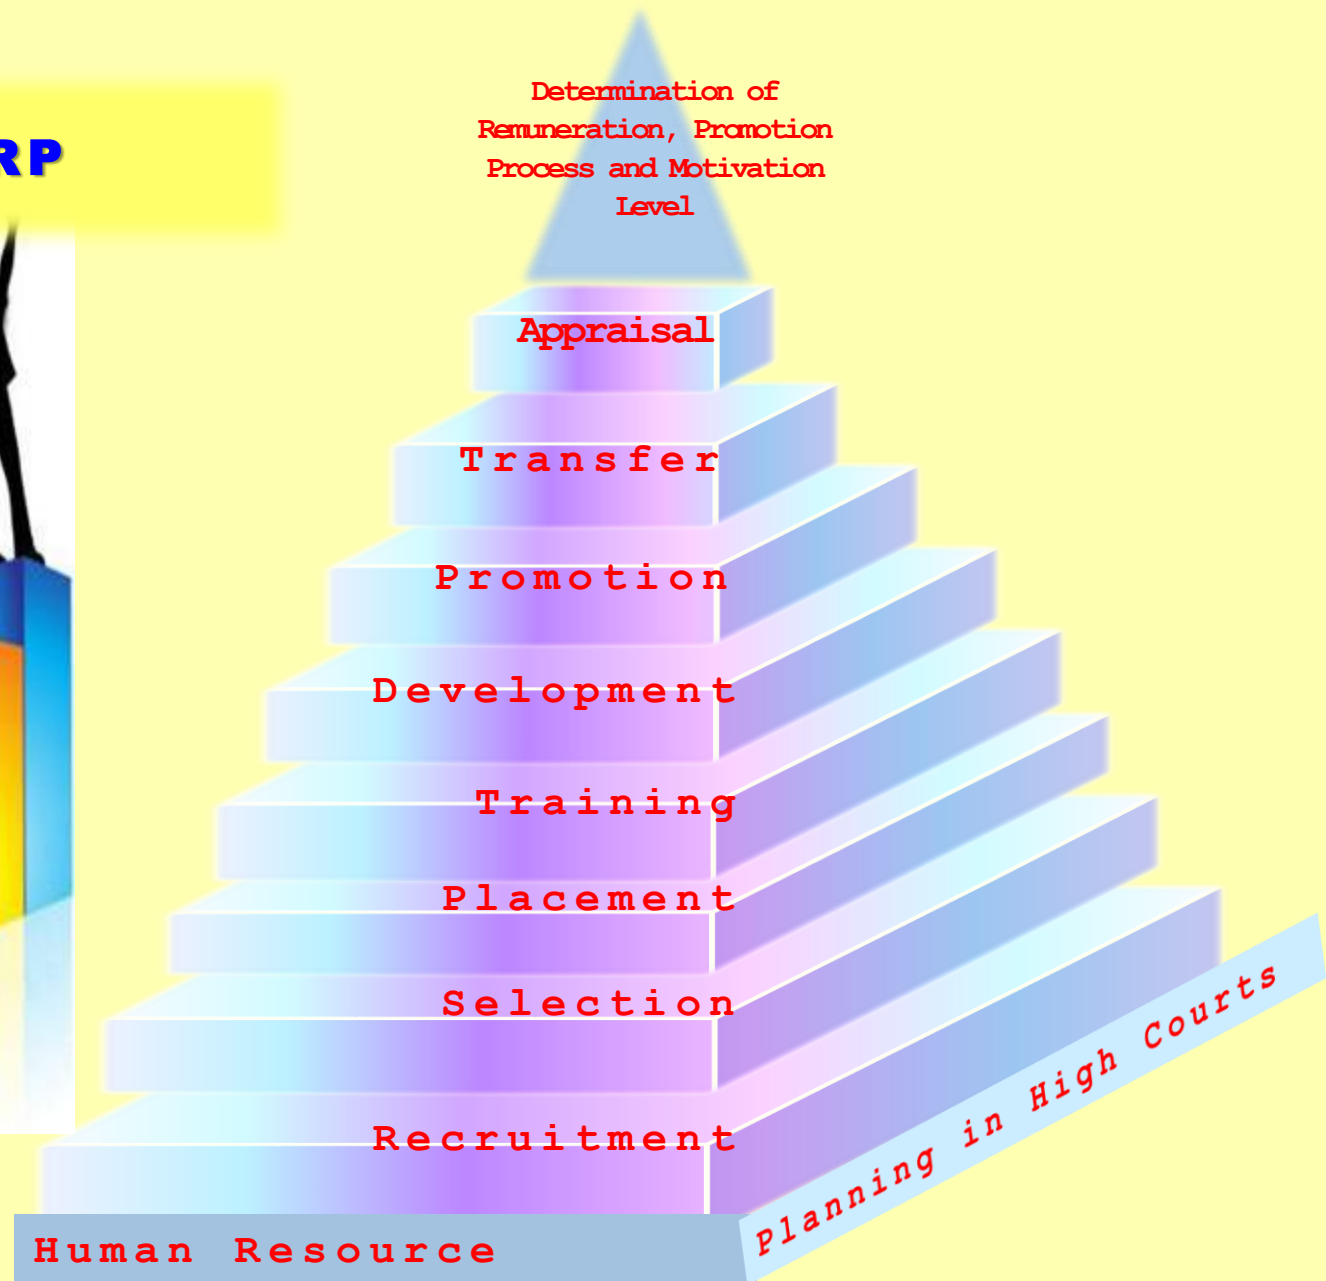 RP
Determination of
Remuneration, Promotion
Process and Motivation
Level
Appraisal
Transfer
Promotion
Development
Training
Placement
Selection
Recruitment
Human Resource
Planning in High Courts